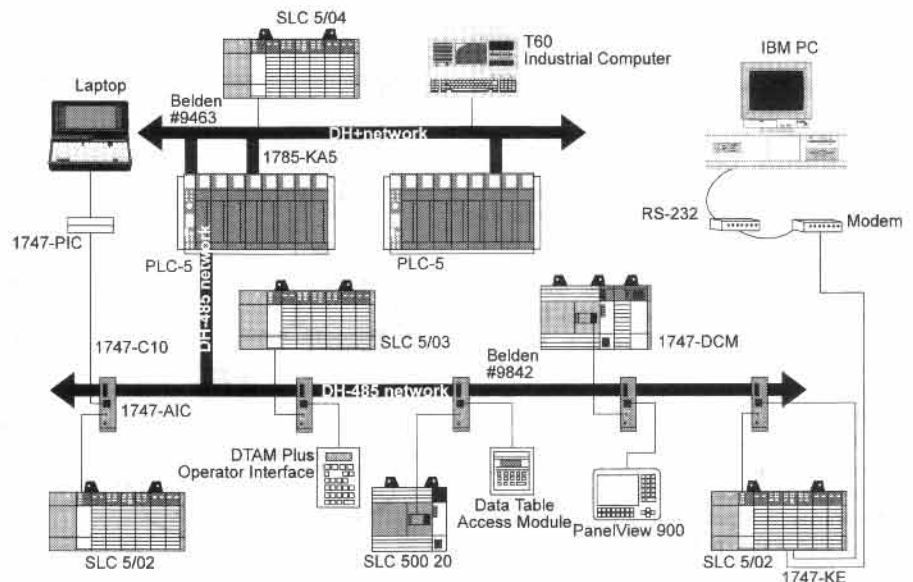 SLC 5/04
T60
Industrial Computer
IBM PC
Laptop
Belden
#9463
DH+network
1785-KA5
RS-232
Modem
1747-PIC
PLC-5
PLC-5
DH-485 network
SLC 5/03
1747-DCM
1747-C10
Belden
#9842
DH-485 network
1747-AIC
DTAM Plus
Operator Interface
Data Table
Access Module
PanelView 900
SLC 5/02
SLC 500 20
SLC 5/02
1747-KE